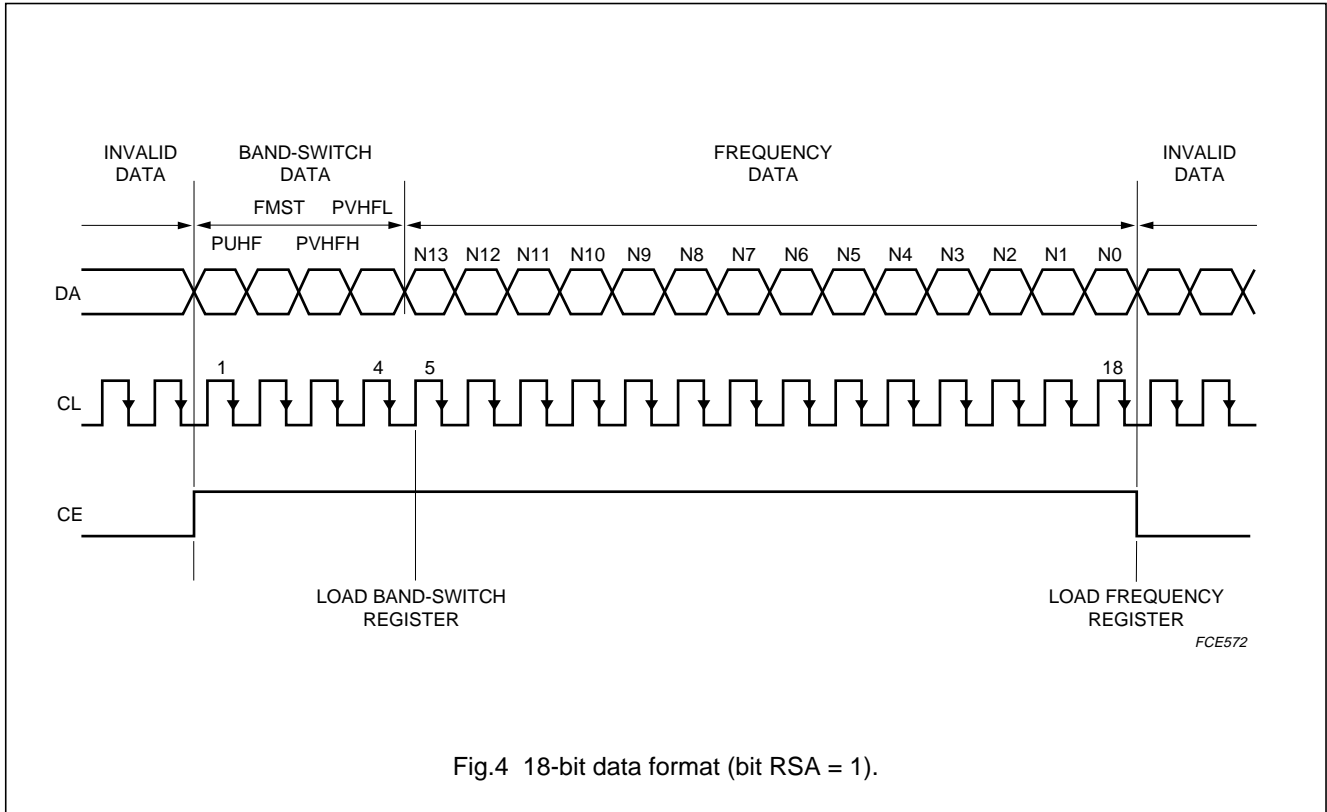 INVALID
DATA
BAND-SWITCH
DATA
FREQUENCY
DATA
INVALID
DATA
FMST PVHFL
PUHF PVHFH
N13 N12 N11 N10 N9 N8 N7 N6 N5 N4 N3 N2 N1 N0
DA
1 4 5 18
CL
CE
LOAD BAND-SWITCH
REGISTER
LOAD FREQUENCY
REGISTER
FCE572
Fig.4 18-bit data format (bit RSA = 1).